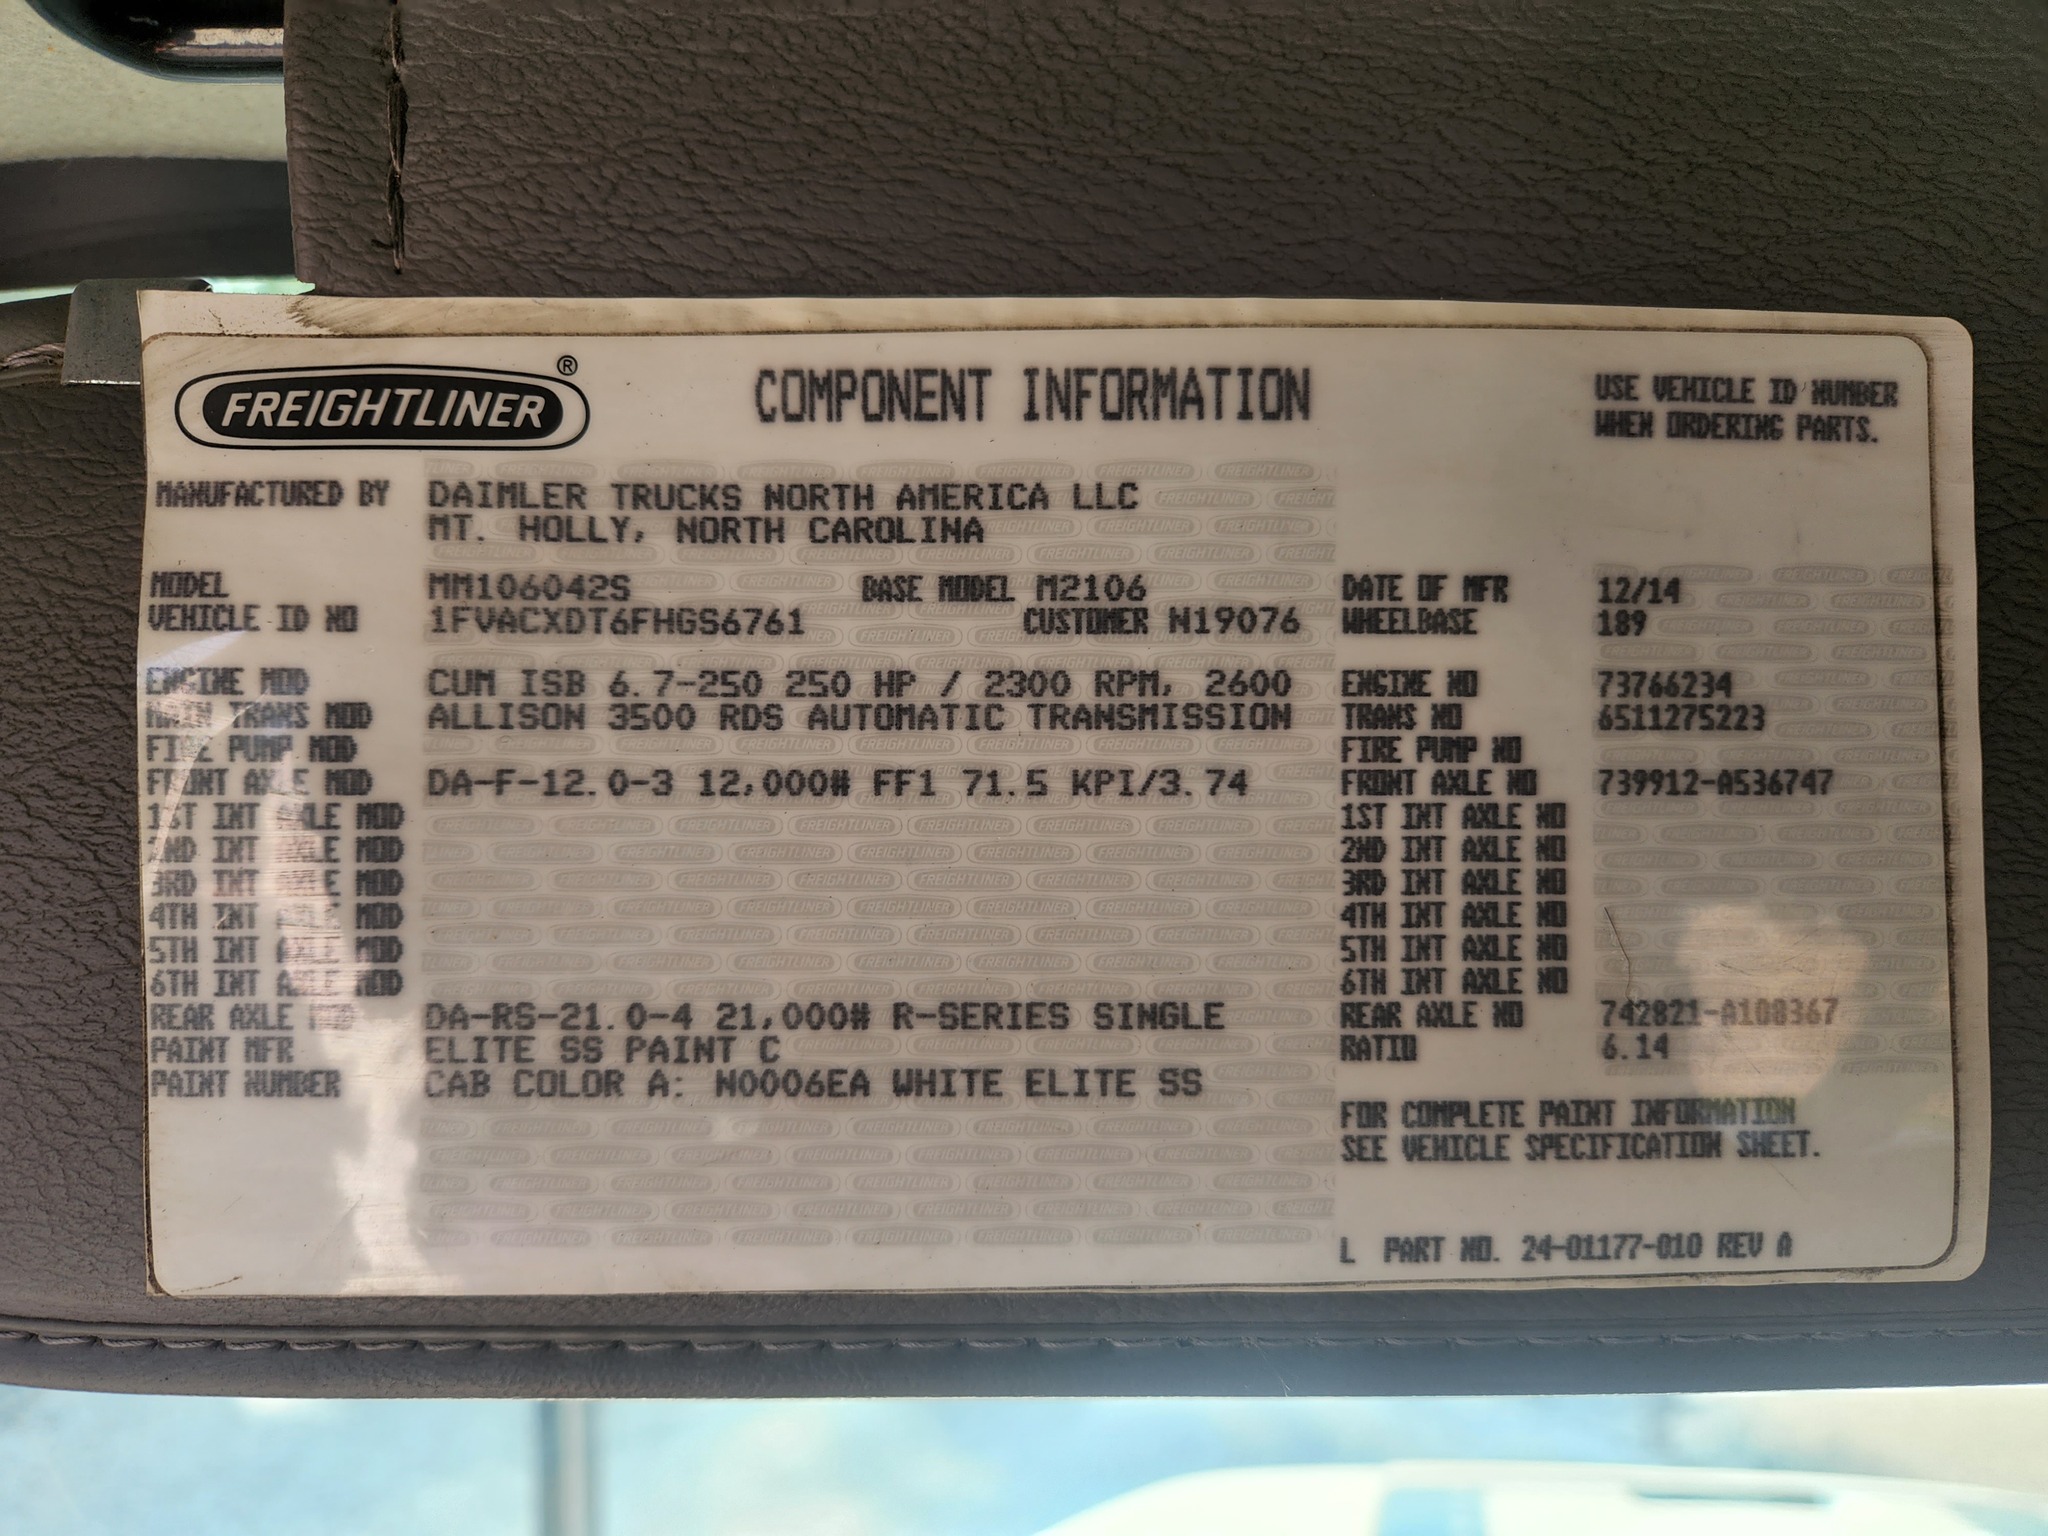 FREIGHTLINER ®
COMPONENT INFORMATION
USE VEHICLE ID NUMBER
WHEN ORDERING PARTS.
MANUFACTURED BY DAIMLER TRUCKS NORTH AMERICA LLC
MT. HOLLY, NORTH CAROLINA
MODEL MM106042S BASE MODEL M2106 DATE OF MFR 12/14
VEHICLE ID NO 1FVACXDT6FHGS6761 CUSTOMER N19076 WHEELBASE 189
ENGINE MOD CUM ISB 6.7-250 250 HP / 2300 RPM, 2600 ENGINE NO 73766234
MAIN TRANS MOD ALLISON 3500 RDS AUTOMATIC TRANSMISSION TRANS NO 6511275223
FIRE PUMP MOD FIRE PUMP NO
FRONT AXLE MOD DA-F-12.0-3 12,000# FF1 71.5 KPI/3.74 FRONT AXLE NO 739912-A536747
1ST INT AXLE MOD 1ST INT AXLE NO
2ND INT AXLE MOD 2ND INT AXLE NO
3RD INT AXLE MOD 3RD INT AXLE NO
4TH INT AXLE MOD 4TH INT AXLE NO
5TH INT AXLE MOD 5TH INT AXLE NO
6TH INT AXLE MOD 6TH INT AXLE NO
REAR AXLE MOD DA-RS-21.0-4 21,000# R-SERIES SINGLE REAR AXLE NO 742821-A108367
PAINT MFR ELITE SS PAINT C RATIO 6.14
PAINT NUMBER CAB COLOR A: N0006EA WHITE ELITE SS
FOR COMPLETE PAINT INFORMATION
SEE VEHICLE SPECIFICATION SHEET.
L PART NO. 24-01177-010 REV A